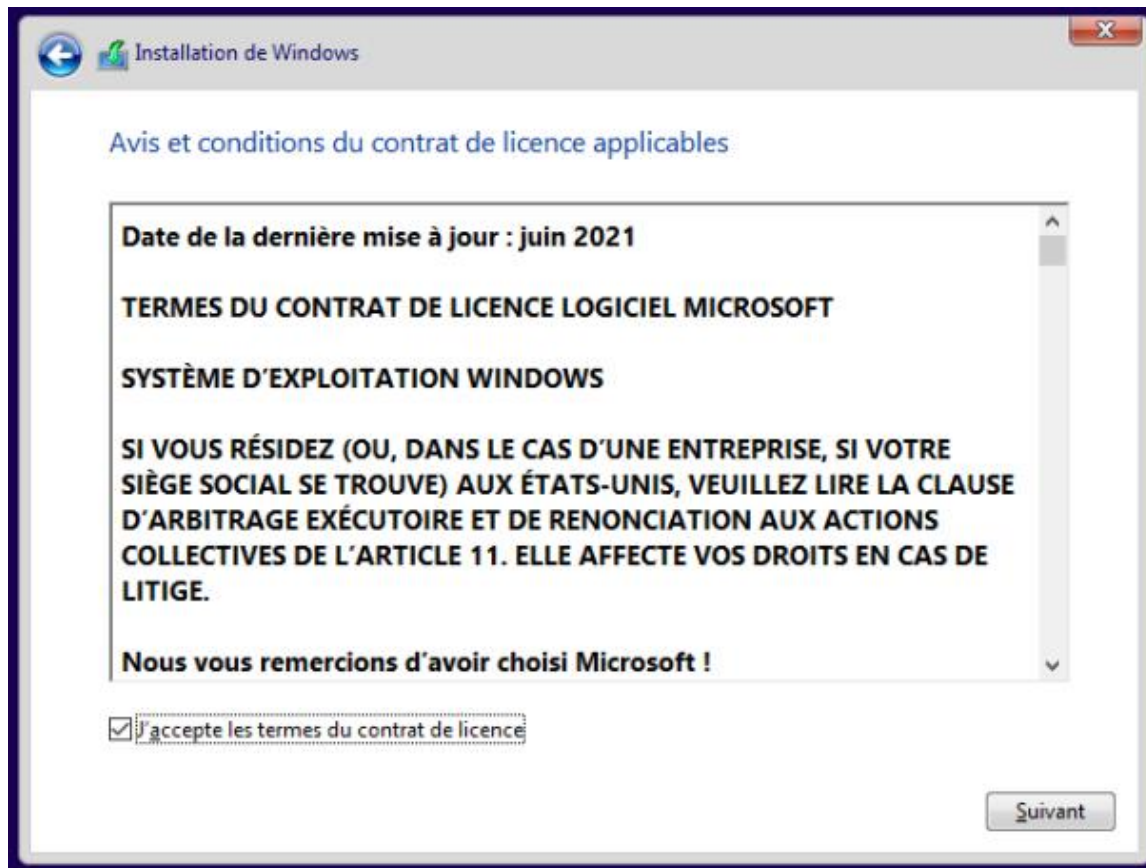 Installation de Windows
Avis et conditions du contrat de licence applicables
Date de la dernière mise à jour : juin 2021
TERMES DU CONTRAT DE LICENCE LOGICIEL MICROSOFT
SYSTÈME D’EXPLOITATION WINDOWS
SI VOUS RÉSIDEZ (OU, DANS LE CAS D’UNE ENTREPRISE, SI VOTRE
SIÈGE SOCIAL SE TROUVE) AUX ÉTATS-UNIS, VEUILLEZ LIRE LA CLAUSE
D’ARBITRAGE EXÉCUTOIRE ET DE RENONCIATION AUX ACTIONS
COLLECTIVES DE L’ARTICLE 11. ELLE AFFECTE VOS DROITS EN CAS DE
LITIGE.
Nous vous remercions d’avoir choisi Microsoft !
J'accepte les termes du contrat de licence
Suivant